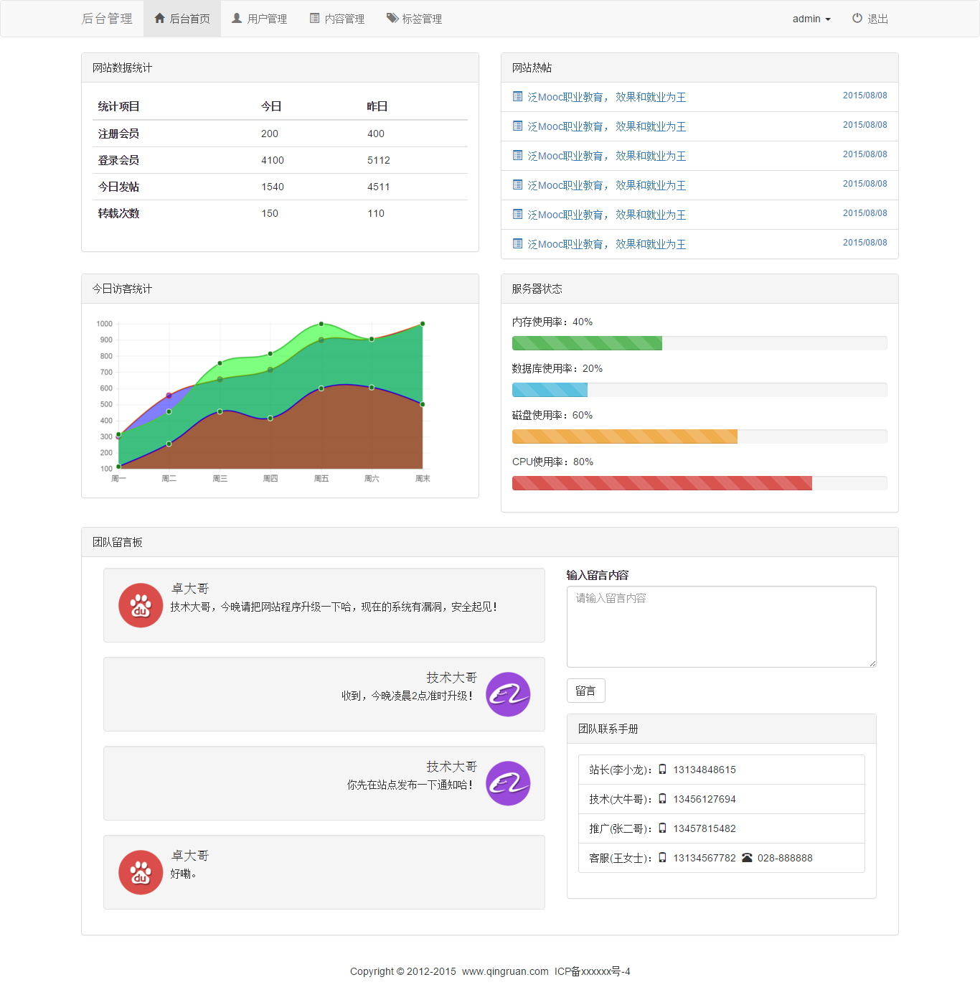 后台管理 后台首页 用户管理 内容管理 标签管理 admin 退出
网站数据统计
统计项目 今日 昨日
注册会员 200 400
登录会员 4100 5112
今日发帖 1540 4511
转载次数 150 110
网站热帖
泛Mooc职业教育， 效果和就业为王 2015/08/08
泛Mooc职业教育， 效果和就业为王 2015/08/08
泛Mooc职业教育， 效果和就业为王 2015/08/08
泛Mooc职业教育， 效果和就业为王 2015/08/08
泛Mooc职业教育， 效果和就业为王 2015/08/08
泛Mooc职业教育， 效果和就业为王 2015/08/08
今日访客统计
1000
900
800
700
600
500
400
300
200
100
周一 周二 周三 周四 周五 周六 周末
服务器状态
内存使用率：40%
数据库使用率：20%
磁盘使用率：60%
CPU使用率：80%
团队留言板
du
卓大哥
技术大哥，今晚请把网站程序升级一下哈，现在的系统有漏洞，安全起见！
技术大哥
收到，今晚凌晨2点准时升级！
技术大哥
你先在站点发布一下通知哈！
du
卓大哥
好嘞。
输入留言内容
请输入留言内容
留言
团队联系手册
站长(李小龙)： 13134848615
技术(大牛哥)： 13456127694
推广(张二哥)： 13457815482
客服(王女士)： 13134567782 028-888888
Copyright © 2012-2015 www.qingruan.com ICP备xxxxxx号-4